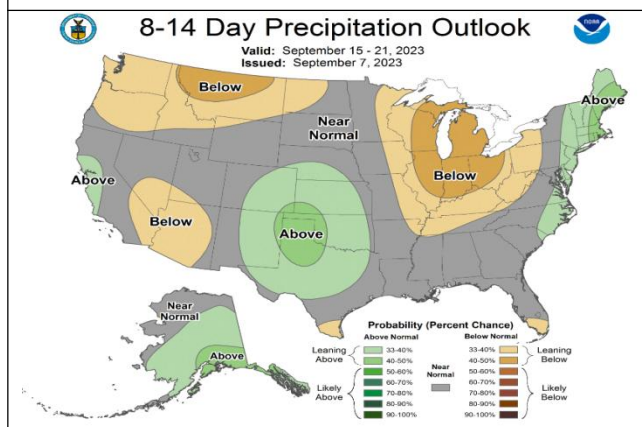 8-14 Day Precipitation Outlook
Valid: September 15 - 21, 2023
Issued: September 7, 2023
Below
Near
Normal
Above
Above
Below
Above
Below
Near
Normal
Above
Probability (Percent Chance)
Above Normal
Below Normal
Leaning
Above
33-40%
40-50%
Near
Normal
33-40%
40-50%
Leaning
Below
Likely
Above
50-60%
60-70%
70-80%
80-90%
90-100%
50-60%
60-70%
70-80%
80-90%
90-100%
Likely
Below